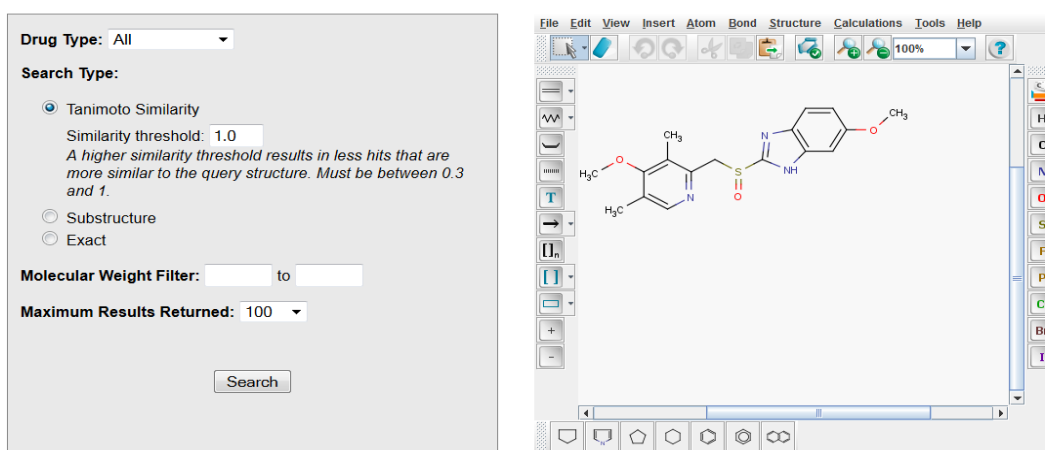 Drug Type: All
Search Type:
Tanimoto Similarity
Similarity threshold: 1.0
A higher similarity threshold results in less hits that are
more similar to the query structure. Must be between 0.3
and 1.
Substructure
Exact
Molecular Weight Filter: to
Maximum Results Returned: 100
Search
File Edit View Insert Atom Bond Structure Calculations Tools Help
100% ?
T
[]n
[ ]
+
-
CH₃
O
H₃C
O
CH₃
N
S
NH
H₃C
N
O
H
N
O
S
F
P
Br
I